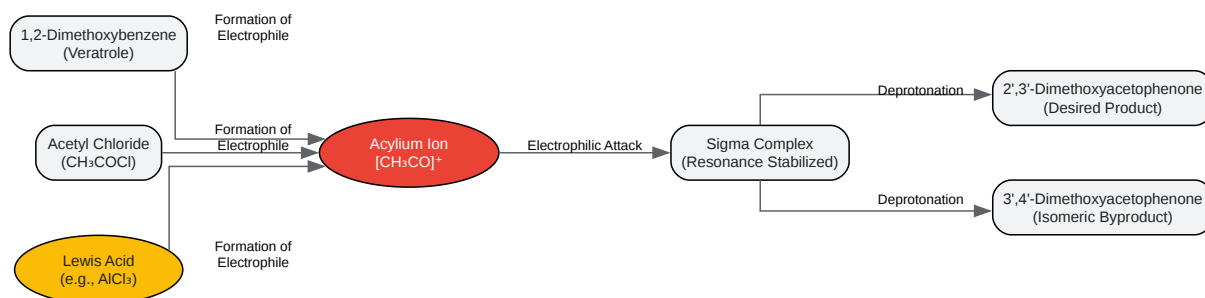 Formation of
Electrophile
1,2-Dimethoxybenzene
(Veratrole)
Acetyl Chloride
(CH₃COCl)
Formation of
Electrophile
Lewis Acid
(e.g., AlCl₃)
Formation of
Electrophile
Acylium Ion
[CH₃CO]⁺
Electrophilic Attack
Sigma Complex
(Resonance Stabilized)
Deprotonation
2',3'-Dimethoxyacetophenone
(Desired Product)
Deprotonation
3',4'-Dimethoxyacetophenone
(Isomeric Byproduct)